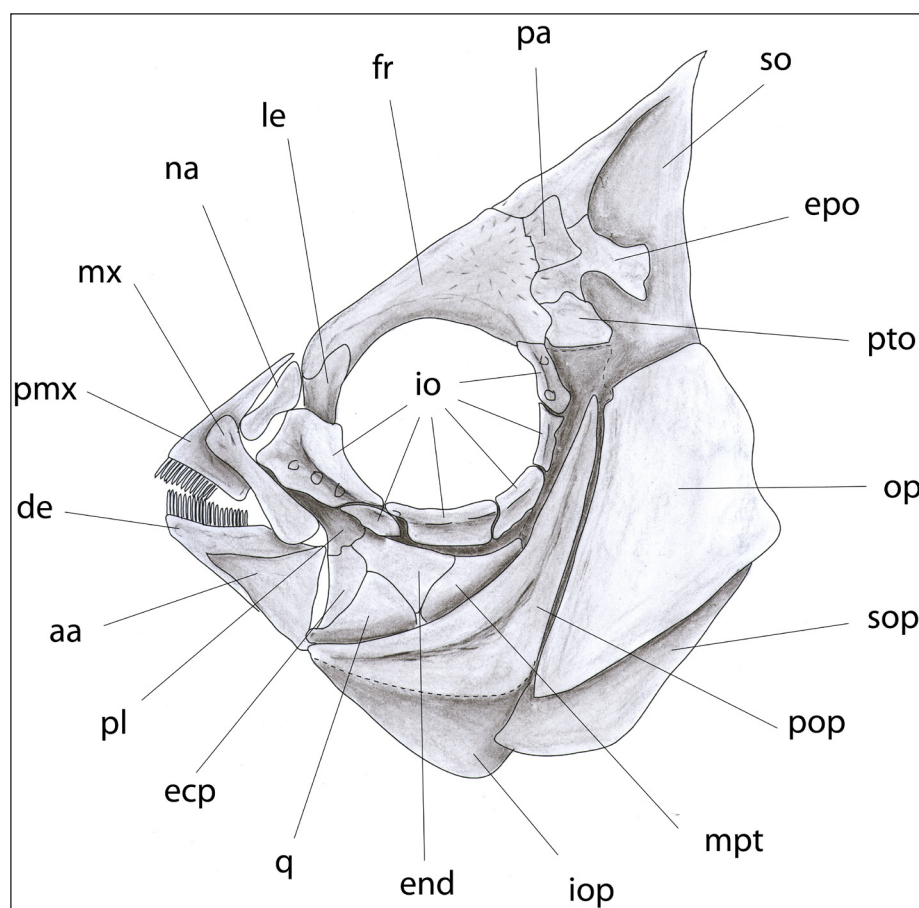 pa
so
fr
le
na
epo
mx
pto
pmx
io
op
de
aa
sop
pl
pop
ecp
mpt
q
end
iop